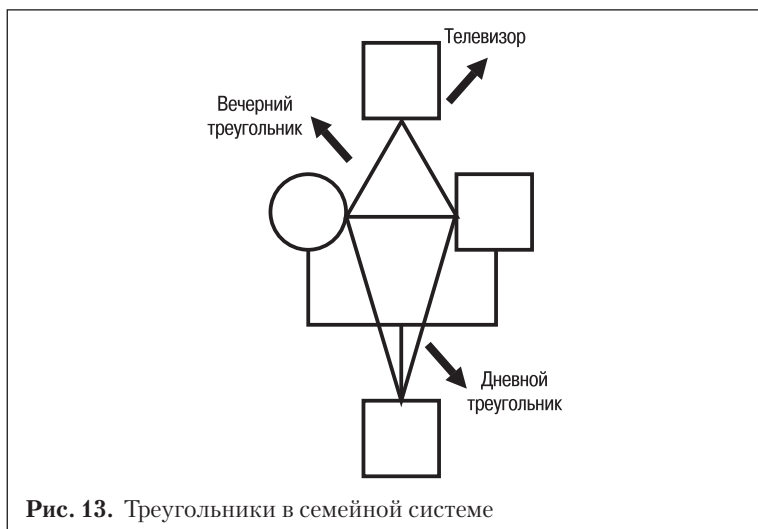 Телевизор
Вечерний
треугольник
Дневной
треугольник
Рис. 13. Треугольники в семейной системе